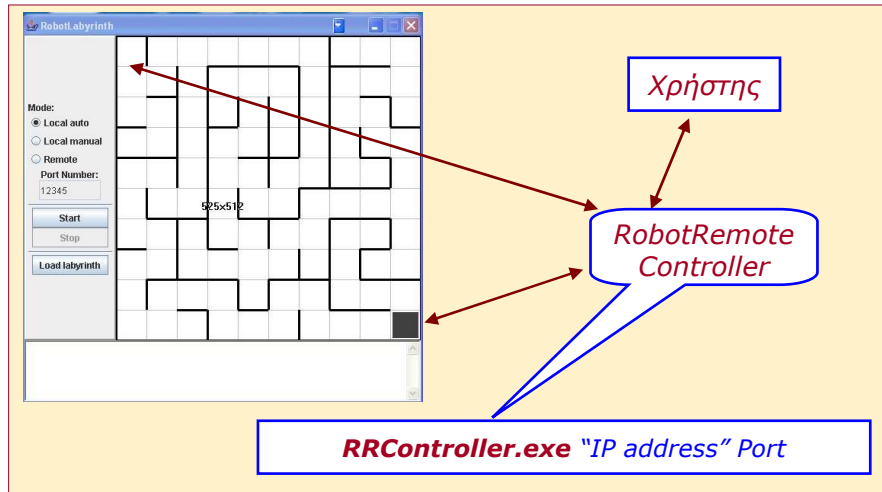 RobotLabyrinth
Mode:
Local auto
Local manual
Remote
Port Number:
12345
Start
Stop
Load labyrinth
525x512
Χρήστης
RobotRemote
Controller
RRController.exe “IP address” Port